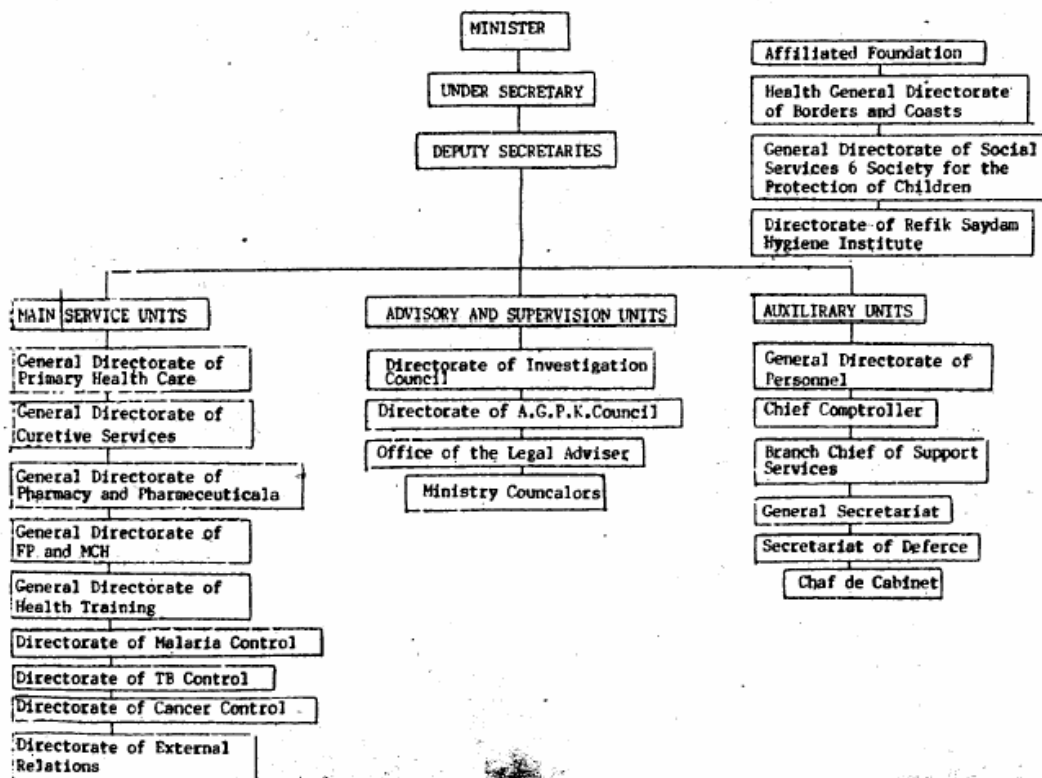 MINISTER
UNDER SECRETARY
DEPUTY SECRETARIES
Affiliated Foundation
Health General Directorate
of Borders and Coasts
General Directorate of Social
Services 6 Society for the
Protection of Children
Directorate of Refik Saydam
Hygiene Institute
MAIN SERVICE UNITS
General Directorate of
Primary Health Care
General Directorate of
Curetive Services
General Directorate of
Pharmacy and Pharmeceuticala
General Directorate of
FP and MCH
General Directorate of
Health Training
Directorate of Malaria Control
Directorate of TB Control
Directorate of Cancer Control
Directorate of External
Relations
ADVISORY AND SUPERVISION UNITS
Directorate of Investigation
Council
Directorate of A.G.P.K.Council
Office of the Legal Adviser
Ministry Councalors
AUXILIRARY UNITS
General Directorate of
Personnel
Chief Comptroller
Branch Chief of Support
Services
General Secretariat
Secretariat of Deferce
Chaf de Cabinet